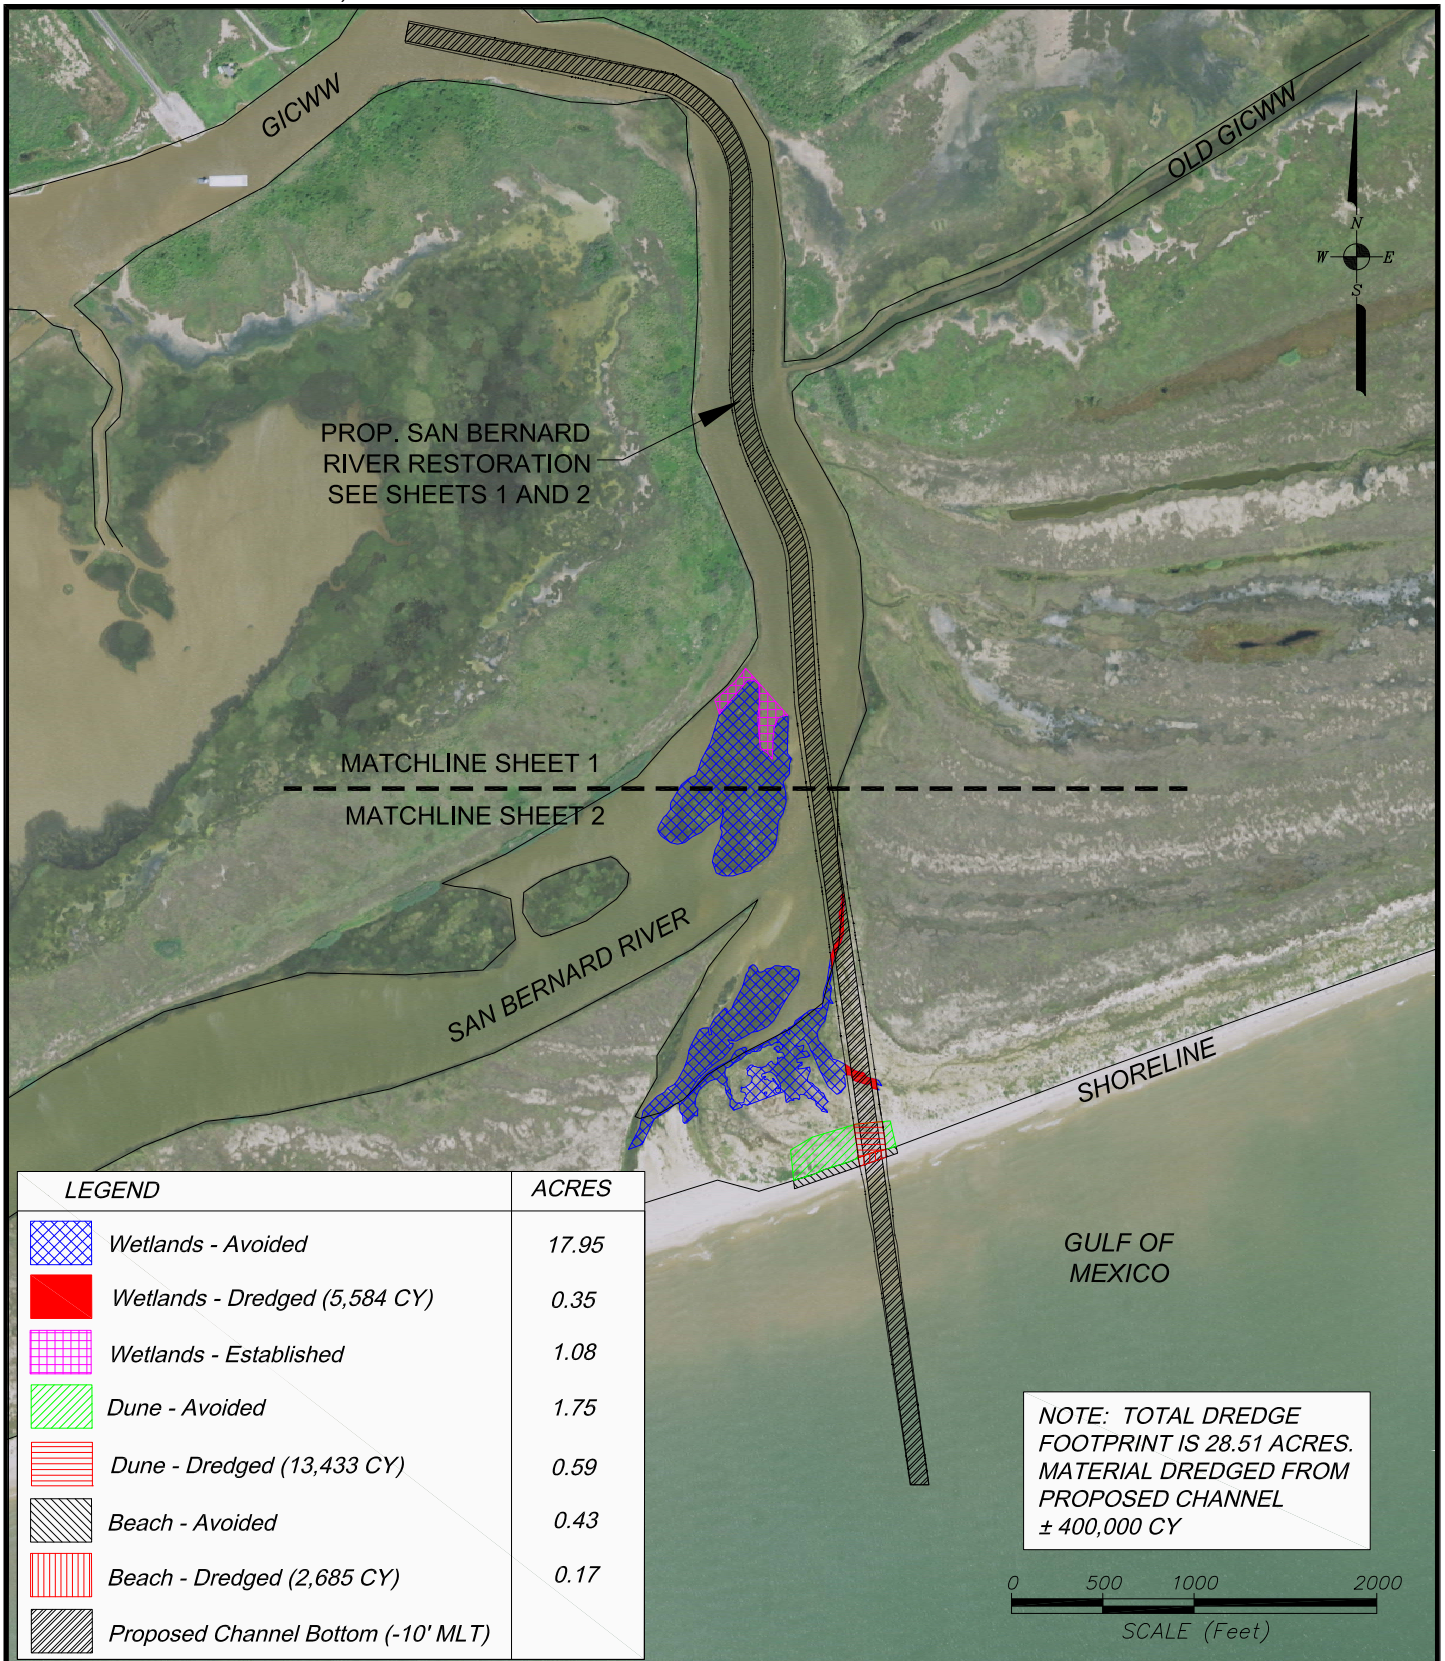 GICWW
OLD GICWW
N
W E
S
PROP. SAN BERNARD
RIVER RESTORATION
SEE SHEETS 1 AND 2
MATCHLINE SHEET 1
MATCHLINE SHEET 2
SAN BERNARD RIVER
SHORELINE
GULF OF
MEXICO
LEGEND ACRES
Wetlands - Avoided 17.95
Wetlands - Dredged (5,584 CY) 0.35
Wetlands - Established 1.08
Dune - Avoided 1.75
Dune - Dredged (13,433 CY) 0.59
Beach - Avoided 0.43
Beach - Dredged (2,685 CY) 0.17
Proposed Channel Bottom (-10' MLT)
NOTE: TOTAL DREDGE
FOOTPRINT IS 28.51 ACRES.
MATERIAL DREDGED FROM
PROPOSED CHANNEL
± 400,000 CY
0 500 1000 2000
SCALE (Feet)